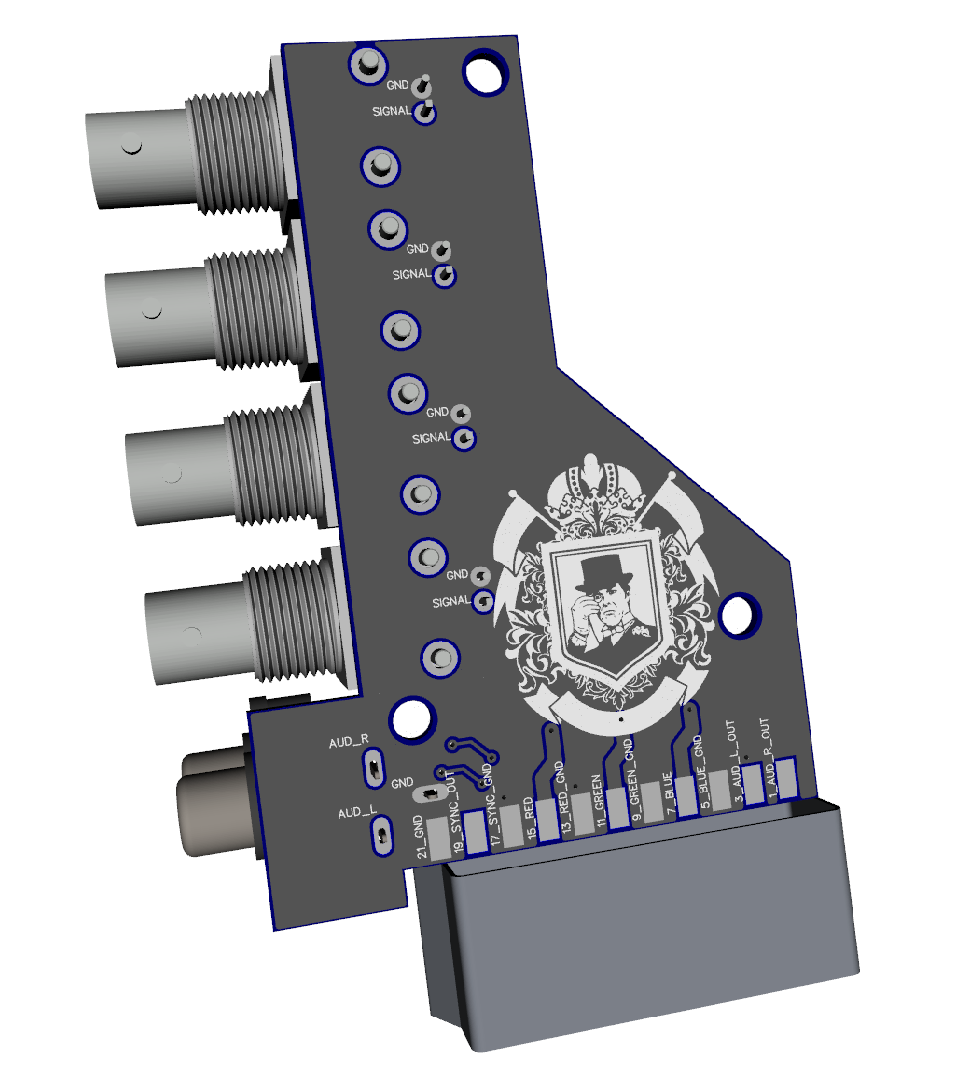 GND
SIGNAL
GND
SIGNAL
GND
SIGNAL
GND
SIGNAL
AUD_R
GND
AUD_L
21_GND
19_SYNC_OUT
17_SYNC_GND
15_RED
13_RED_GND
11_GREEN
9_GREEN_GND
7_BLUE
5_BLUE_GND
3_AUD_L_OUT
1_AUD_R_OUT